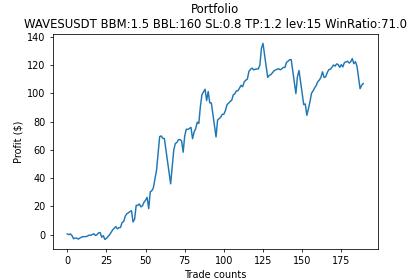 Portfolio
WAVESUSDT BBM:1.5 BBL:160 SL:0.8 TP:1.2 lev:15 WinRatio:71.0
140
120
100
80
60
40
20
0
Profit ($)
0 25 50 75 100 125 150 175
Trade counts